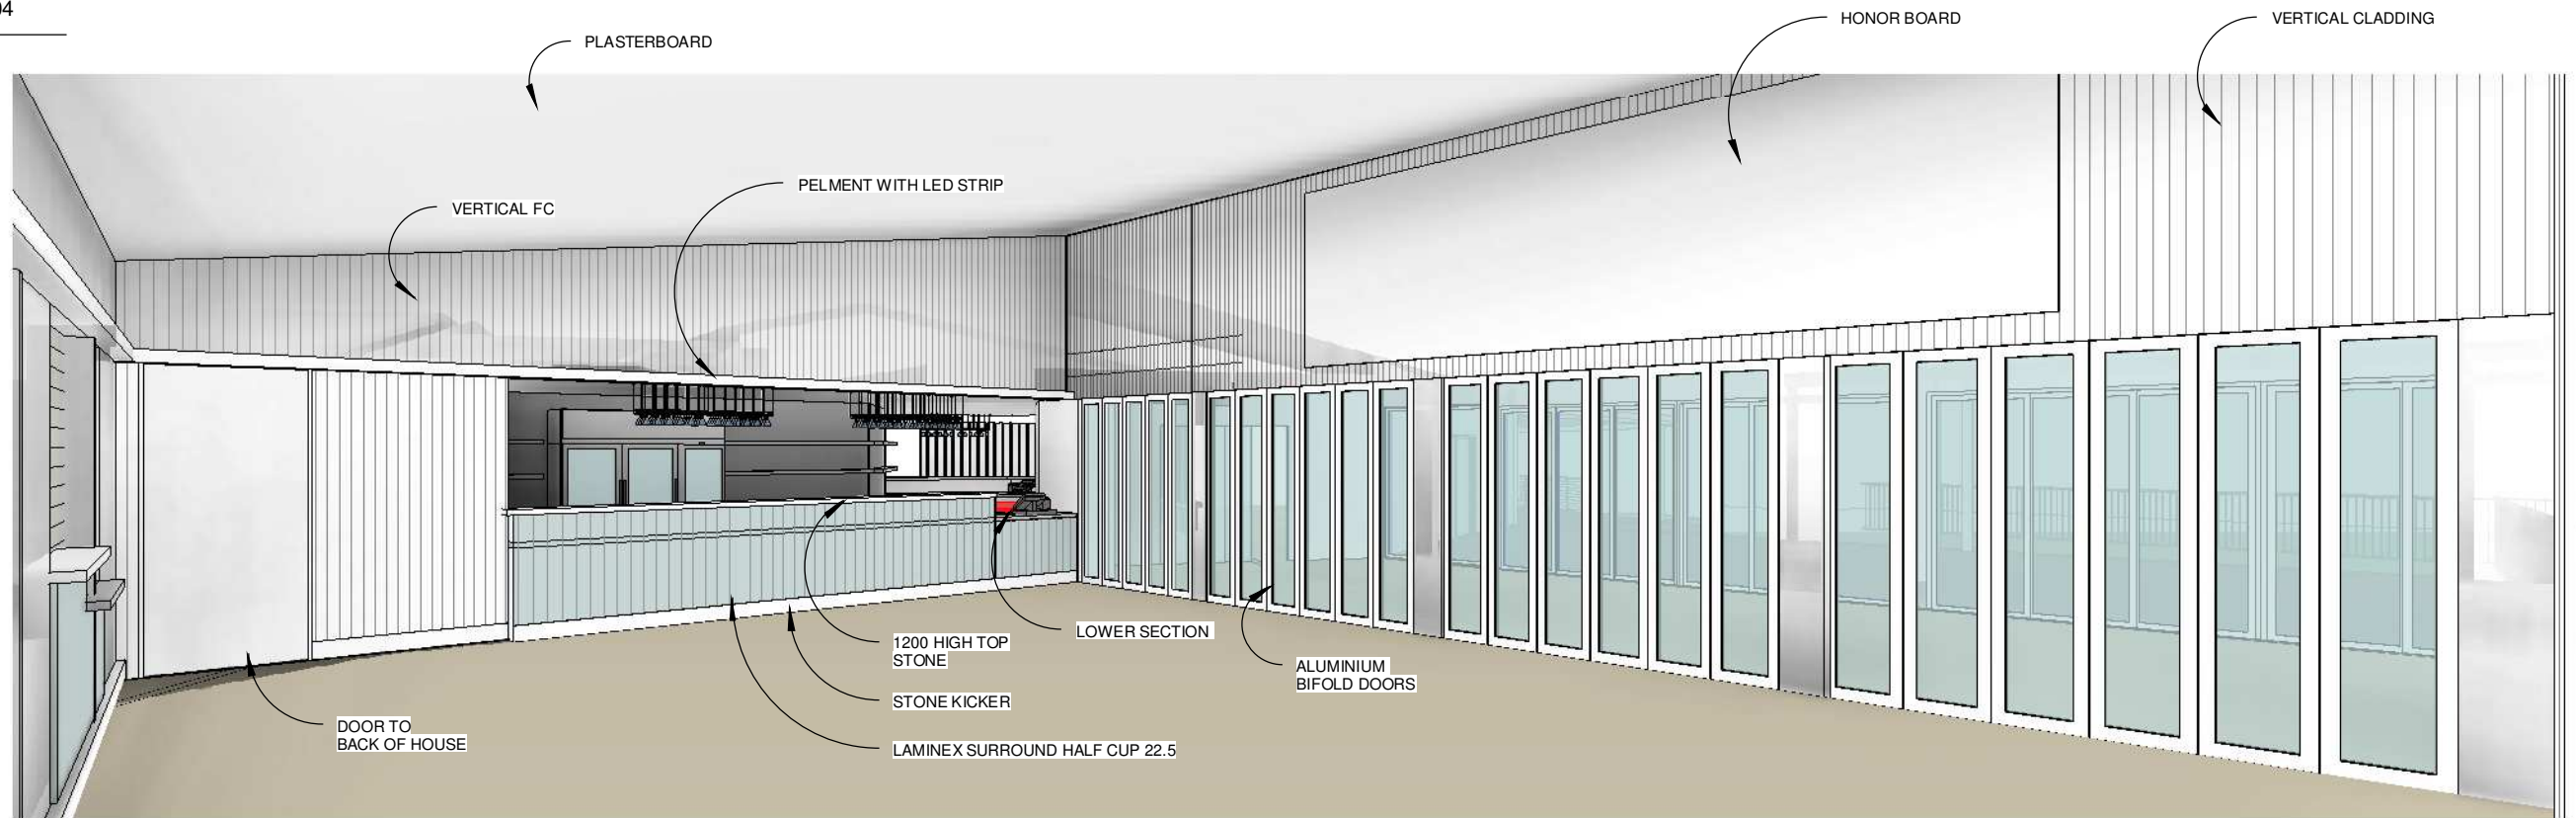 HONOR BOARD
VERTICAL CLADDING
PLASTERBOARD
PELMENT WITH LED STRIP
VERTICAL FC
1200 HIGH TOP
STONE
LOWER SECTION
ALUMINIUM
BIFOLD DOORS
STONE KICKER
DOOR TO
BACK OF HOUSE
LAMINEX SURROUND HALF CUP 22.5